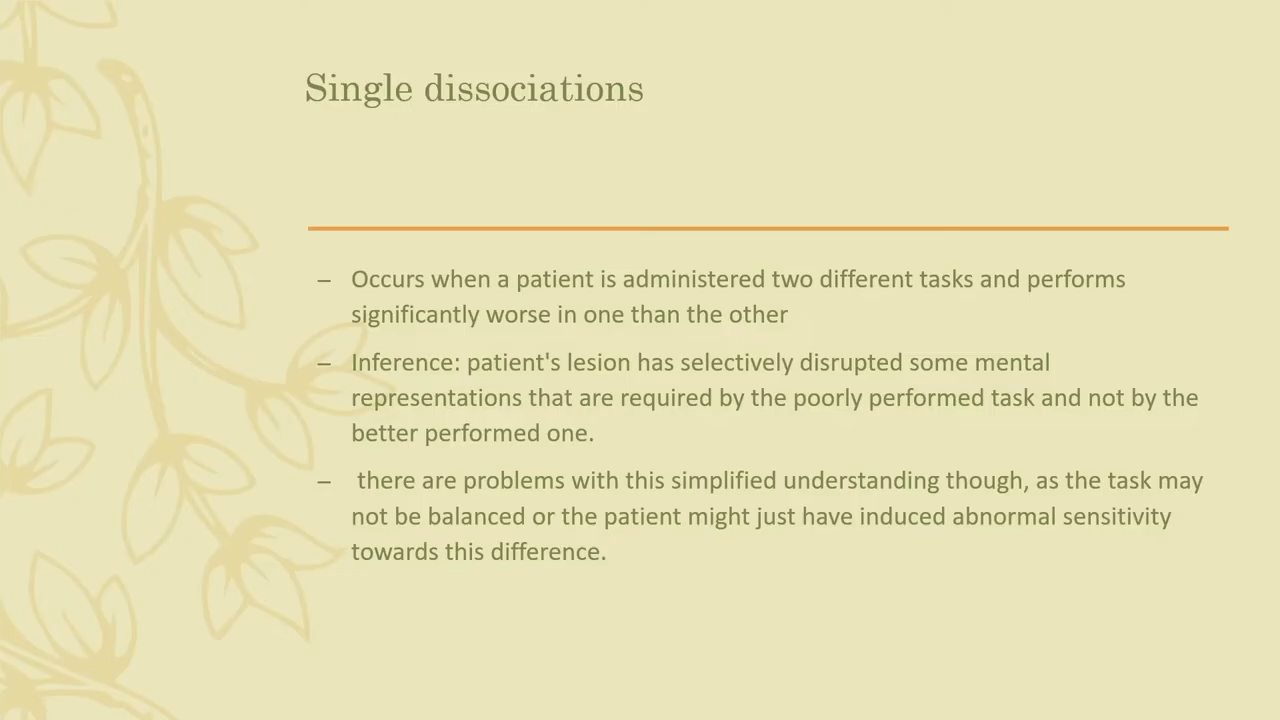 Single dissociations
– Occurs when a patient is administered two different tasks and performs
significantly worse in one than the other
– Inference: patient's lesion has selectively disrupted some mental
representations that are required by the poorly performed task and not by the
better performed one.
– there are problems with this simplified understanding though, as the task may
not be balanced or the patient might just have induced abnormal sensitivity
towards this difference.